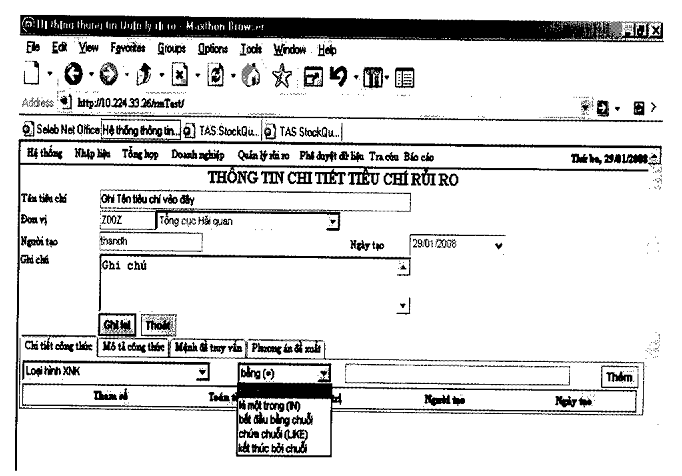 Hệ thống thông tin Quản lý rủi ro - Maxthon Browser
File Edit View Favorites Groups Options Tools Window Help
Address http://10.224.33.26/rmTest/
Seleb Net Office Hệ thống thông tin... TAS StockQu... TAS StockQu...
Hệ thống Nhập liệu Tổng hợp Doanh nghiệp Quản lý rủi ro Phê duyệt dữ liệu Tra cứu Báo cáo Thứ ba, 29/01/2008
THÔNG TIN CHI TIẾT TIÊU CHÍ RỦI RO
Tên tiêu chí Ghi Tên tiêu chí vào đây
Đơn vị Z00Z Tổng cục Hải quan
Người tạo thandh Ngày tạo 29/01/2008
Ghi chú Ghi chú
Ghi lại Thoát
Chi tiết công thức Mô tả công thức Mệnh đề truy vấn Phương án đề xuất
Loại hình XNK bằng (=) Thêm
Tham số Toán t trị Người tạo Ngày tạo
là một trong (IN)
bắt đầu bằng chuỗi
chứa chuỗi (LIKE)
kết thúc bởi chuỗi